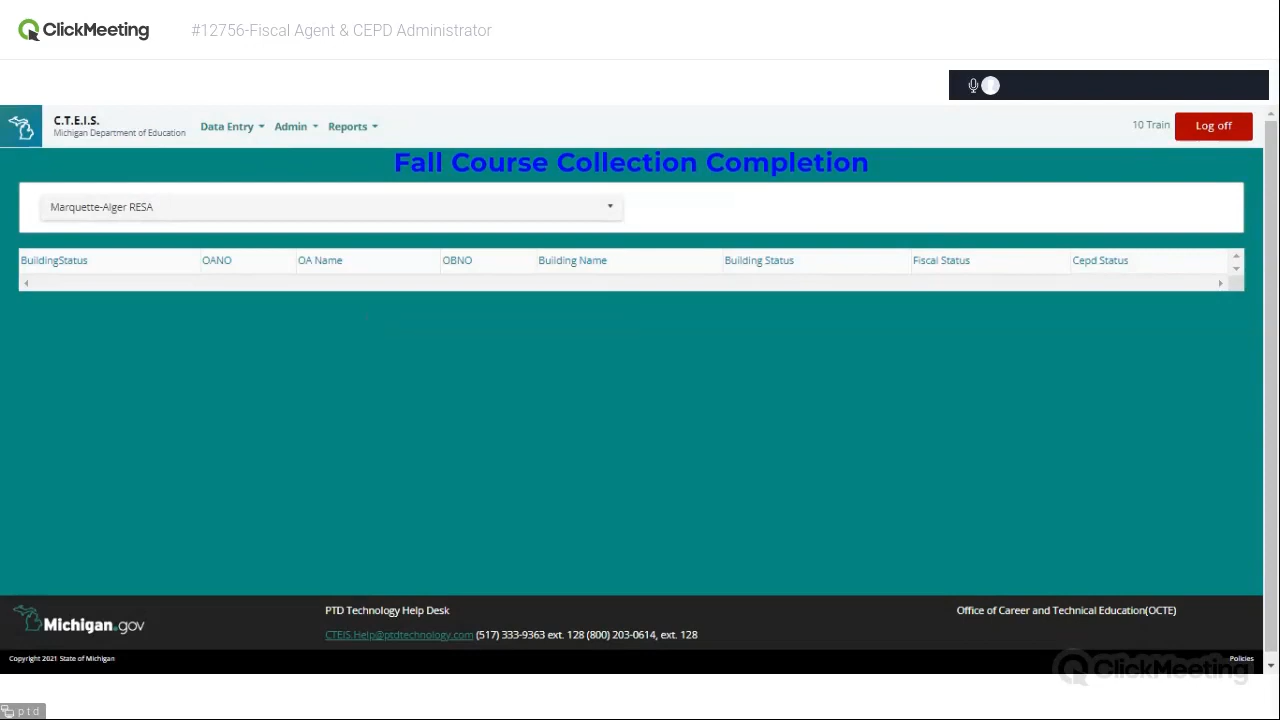 ClickMeeting #12756-Fiscal Agent & CEPD Administrator
C.T.E.I.S.
Michigan Department of Education
Data Entry Admin Reports
10 Train Log off
Fall Course Collection Completion
Marquette-Alger RESA
BuildingStatus OANO OA Name OBNO Building Name Building Status Fiscal Status Cepd Status
Michigan.gov
PTD Technology Help Desk
CTEIS.Help@ptdtechnology.com (517) 333-9363 ext. 128 (800) 203-0614, ext. 128
Office of Career and Technical Education(OCTE)
Copyright 2021 State of Michigan
Policies
ClickMeeting
ptd